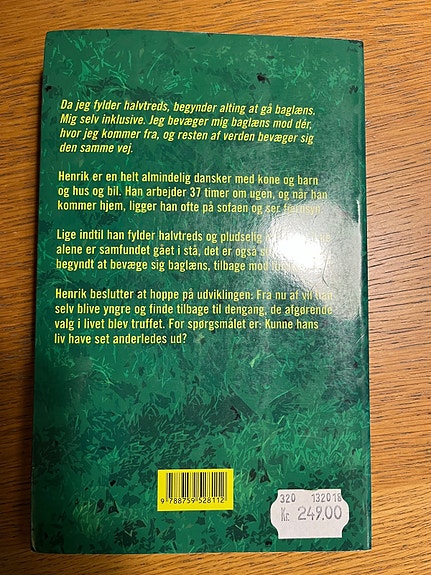 Da jeg fylder halvtreds, begynder alting at gå baglæns.
Mig selv inklusive. Jeg bevæger mig baglæns mod dér,
hvor jeg kommer fra, og resten af verden bevæger sig
den samme vej.
Henrik er en helt almindelig dansker med kone og barn
og hus og bil. Han arbejder 37 timer om ugen, og når han
kommer hjem, ligger han ofte på sofaen og ser fjernsyn.
Lige indtil han fylder halvtreds og pludselig
alene er samfundet gået i stå, det er også
begyndt at bevæge sig baglæns, tilbage mod
Henrik beslutter at hoppe på udviklingen: Fra nu af vil han
selv blive yngre og finde tilbage til dengang, de afgørende
valg i livet blev truffet. For spørgsmålet er: Kunne hans
liv have set anderledes ud?
9 788759 528112
320 132018
Kr. 249,00